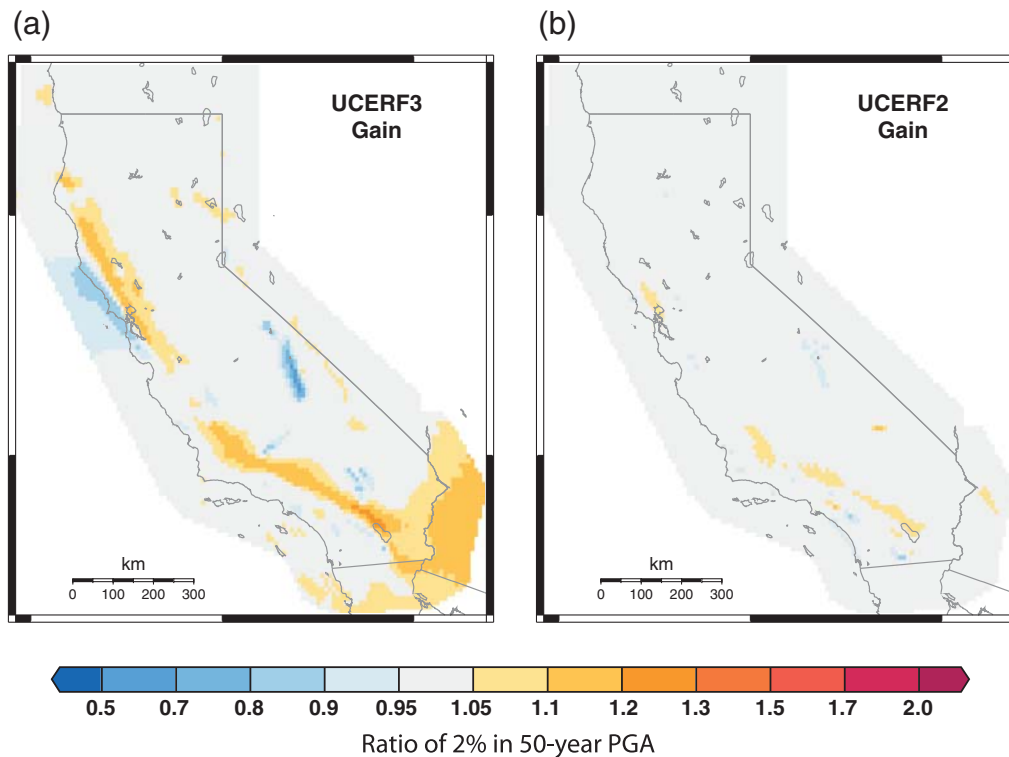 (a)
(b)
UCERF3
Gain
UCERF2
Gain
km
0 100 200 300
km
0 100 200 300
0.5 0.7 0.8 0.9 0.95 1.05 1.1 1.2 1.3 1.5 1.7 2.0
Ratio of 2% in 50-year PGA